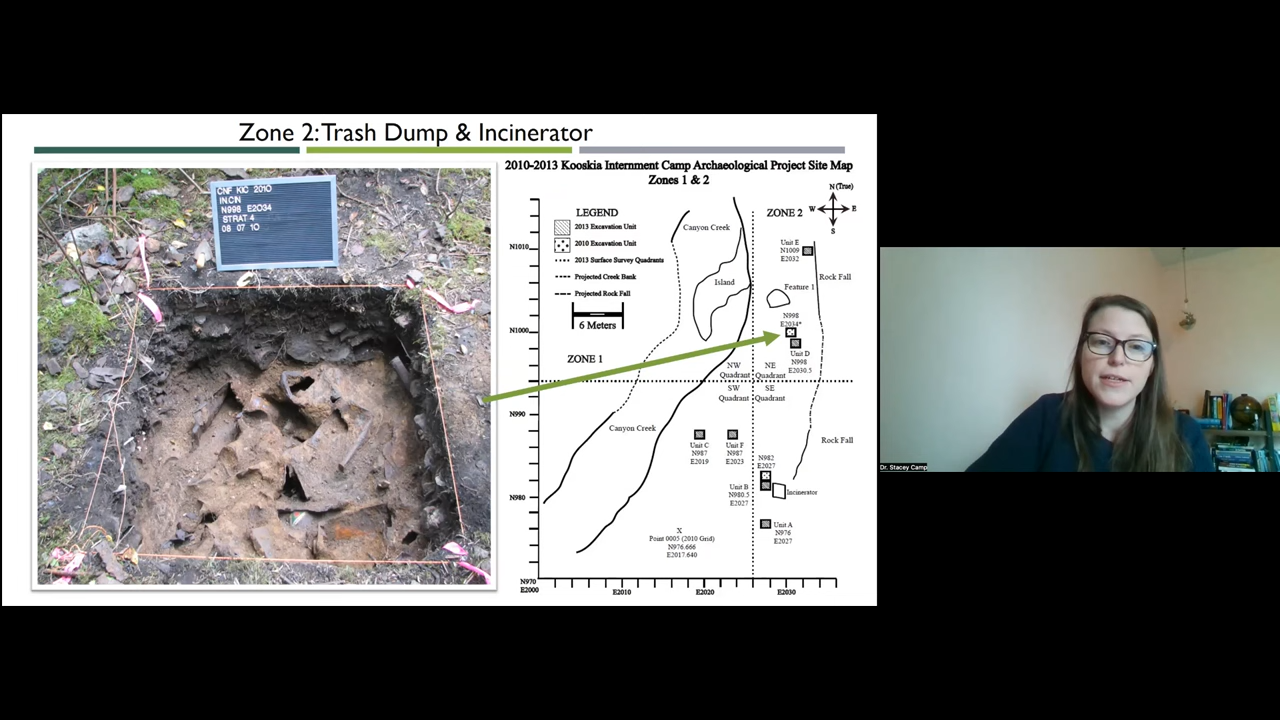 Zone 2: Trash Dump & Incinerator
CNF KIC 2010
INCIN
N998 E2034
STRAT 4
08 07 10
2010-2013 Kooskia Internment Camp Archaeological Project Site Map
Zones 1 & 2
N (True)
W
E
S
LEGEND
2013 Excavation Unit
2010 Excavation Unit
2013 Surface Survey Quadrants
Projected Creek Bank
Projected Rock Fall
6 Meters
Canyon Creek
ZONE 2
Island
Unit E
N1009
E2032
Rock Fall
Feature 1
N998
E2034*
Unit D
N998
E2030.5
ZONE 1
NW
Quadrant
NE
Quadrant
SW
Quadrant
SE
Quadrant
Canyon Creek
Unit C
N987
E2019
Unit F
N987
E2023
Rock Fall
N982
E2027
Unit B
N980.5
E2027
Incinerator
Unit A
N976
E2027
X
Point 0005 (2010 Grid)
N976.666
E2017.640
N1010
N1000
N990
N980
N970
E2000
E2010
E2020
E2030
Dr. Stacey Camp